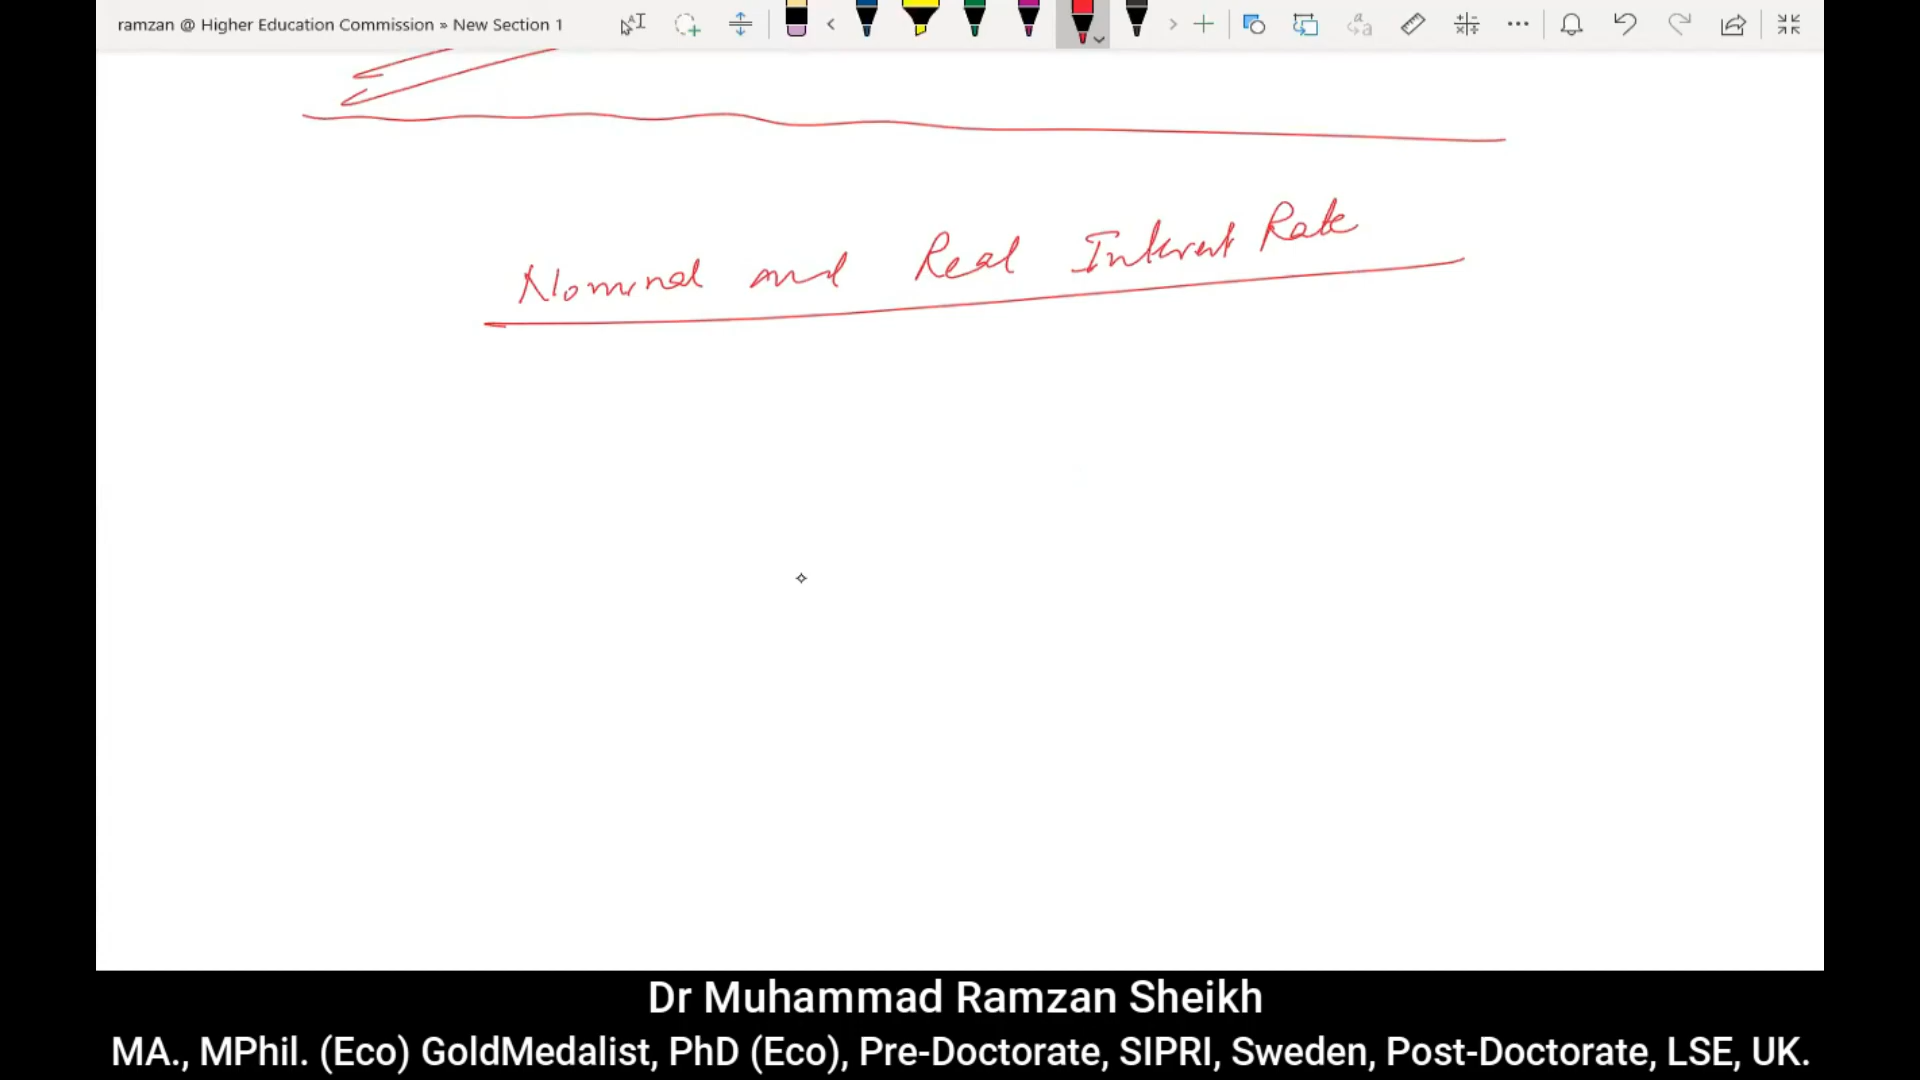 ramzan @ Higher Education Commission » New Section 1
Nominal and Real Interest Rate
Dr Muhammad Ramzan Sheikh
MA., MPhil. (Eco) GoldMedalist, PhD (Eco), Pre-Doctorate, SIPRI, Sweden, Post-Doctorate, LSE, UK.